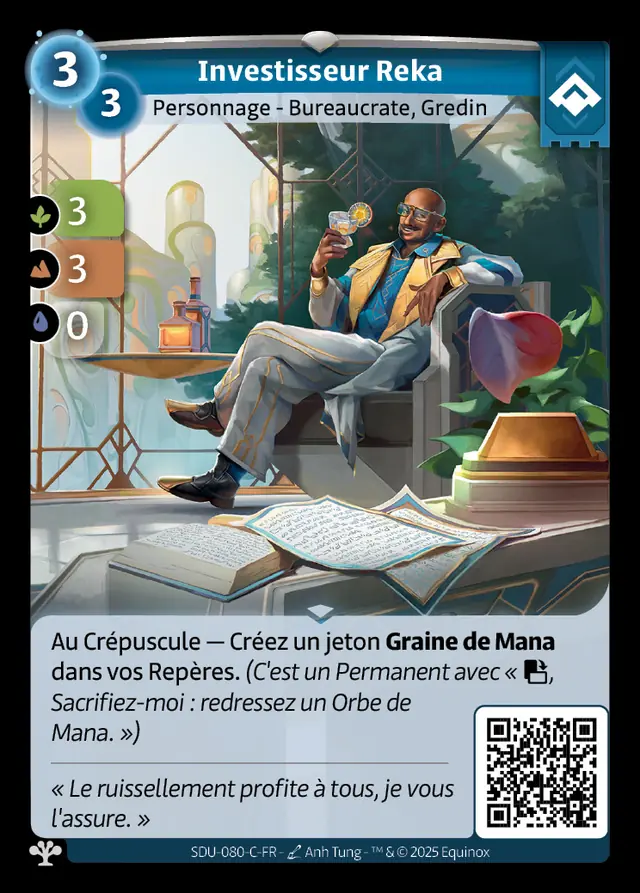 3
Investisseur Reka
3
Personnage - Bureaucrate, Gredin
3
3
0
Au Crépuscule — Créez un jeton Graine de Mana
dans vos Repères. (C'est un Permanent avec « ,
Sacrifiez-moi : redressez un Orbe de
Mana. »)
« Le ruissellement profite à tous, je vous
l'assure. »
SDU-080-C-FR - Anh Tung - ™ & © 2025 Equinox